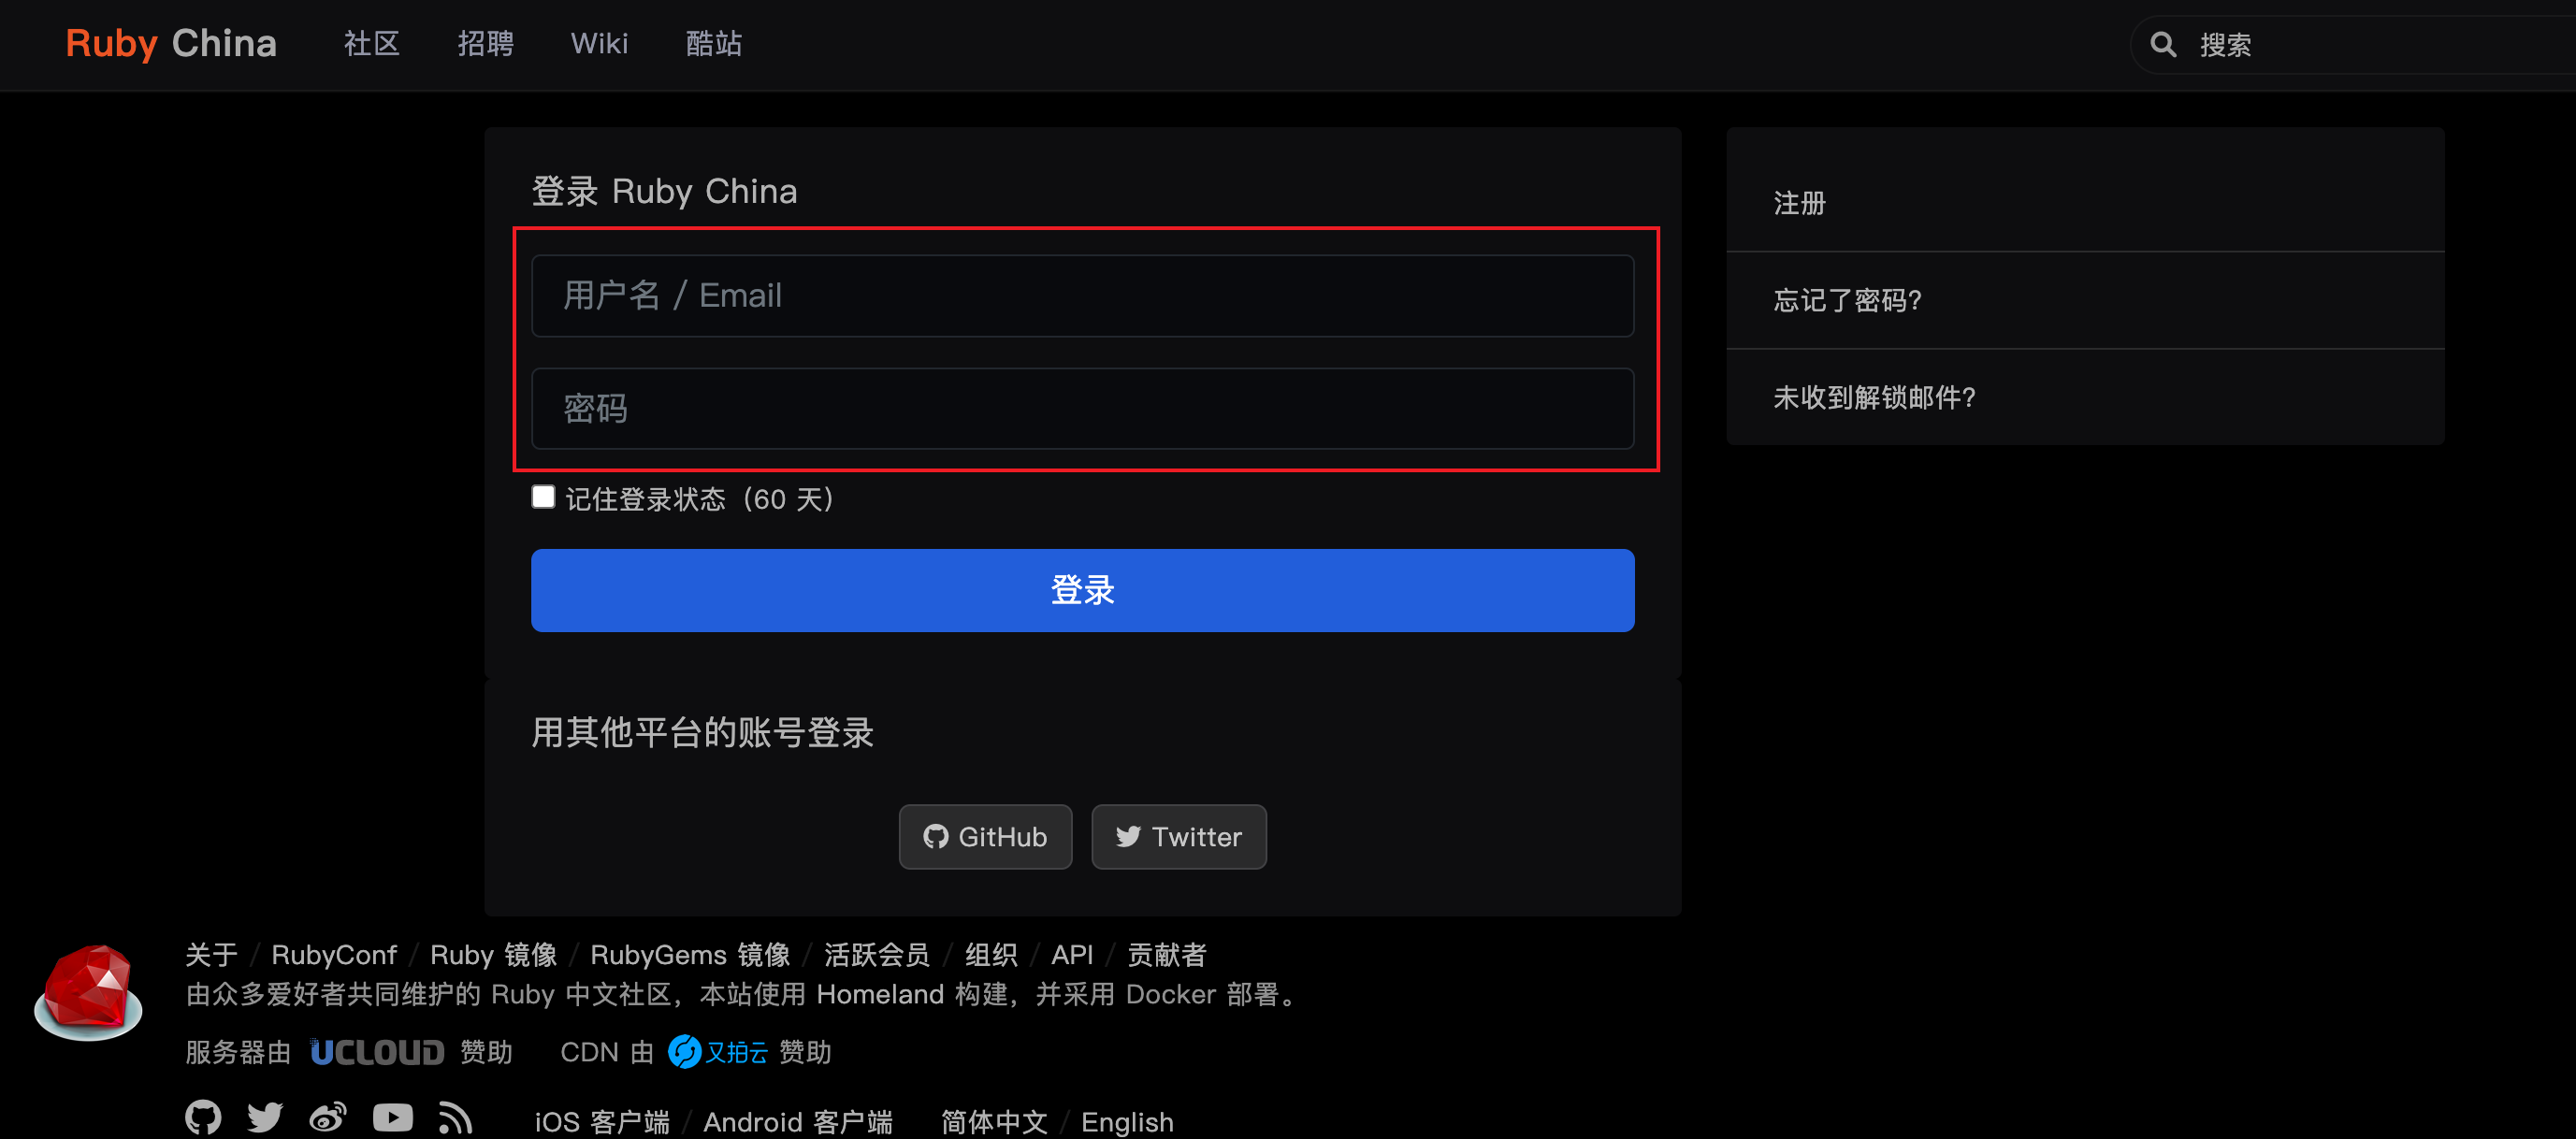 Ruby China 社区 招聘 Wiki 酷站 搜索
登录 Ruby China
用户名 / Email
密码
记住登录状态（60 天）
登录
注册
忘记了密码?
未收到解锁邮件?
用其他平台的账号登录
GitHub Twitter
关于 / RubyConf / Ruby 镜像 / RubyGems 镜像 / 活跃会员 / 组织 / API / 贡献者
由众多爱好者共同维护的 Ruby 中文社区，本站使用 Homeland 构建，并采用 Docker 部署。
服务器由 UCLOUD 赞助 CDN 由 又拍云 赞助
iOS 客户端 / Android 客户端 简体中文 / English